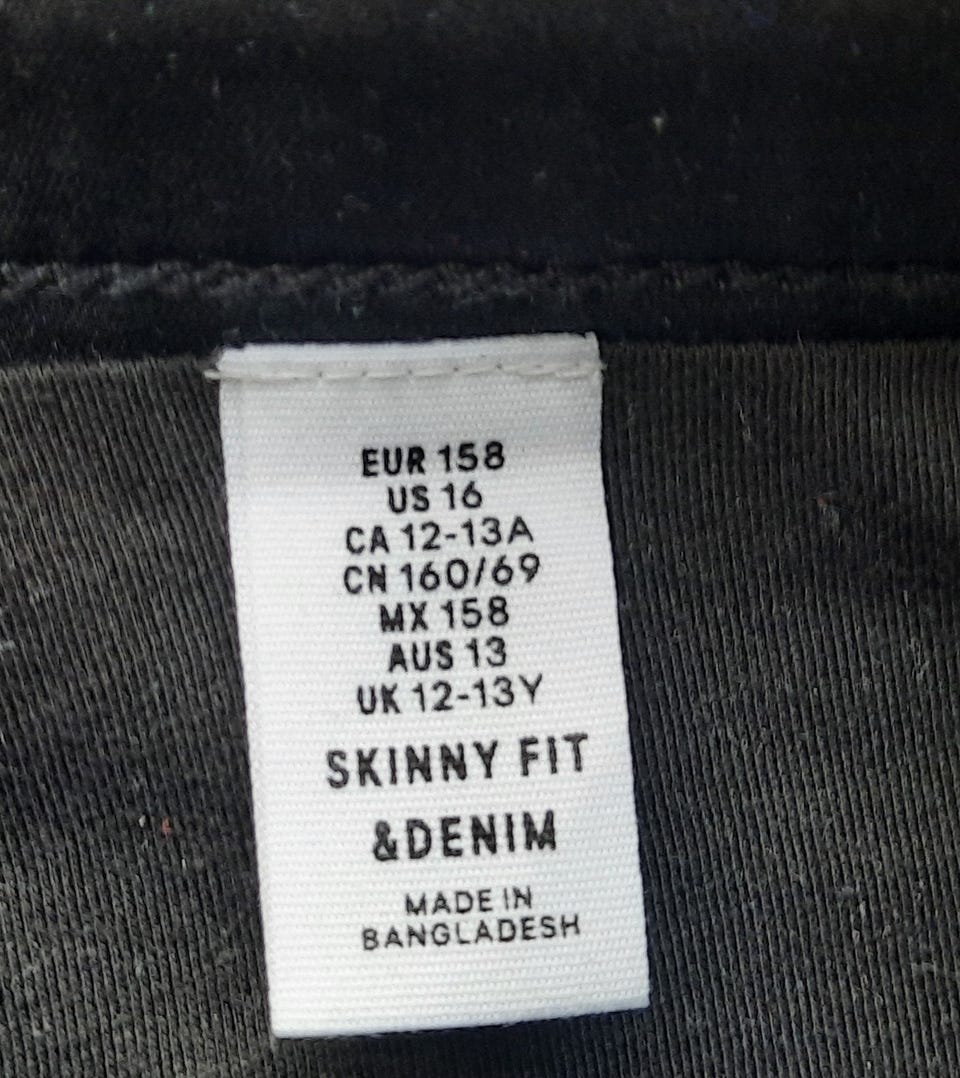 EUR 158
US 16
CA 12-13A
CN 160/69
MX 158
AUS 13
UK 12-13Y
SKINNY FIT
&DENIM
MADE IN
BANGLADESH